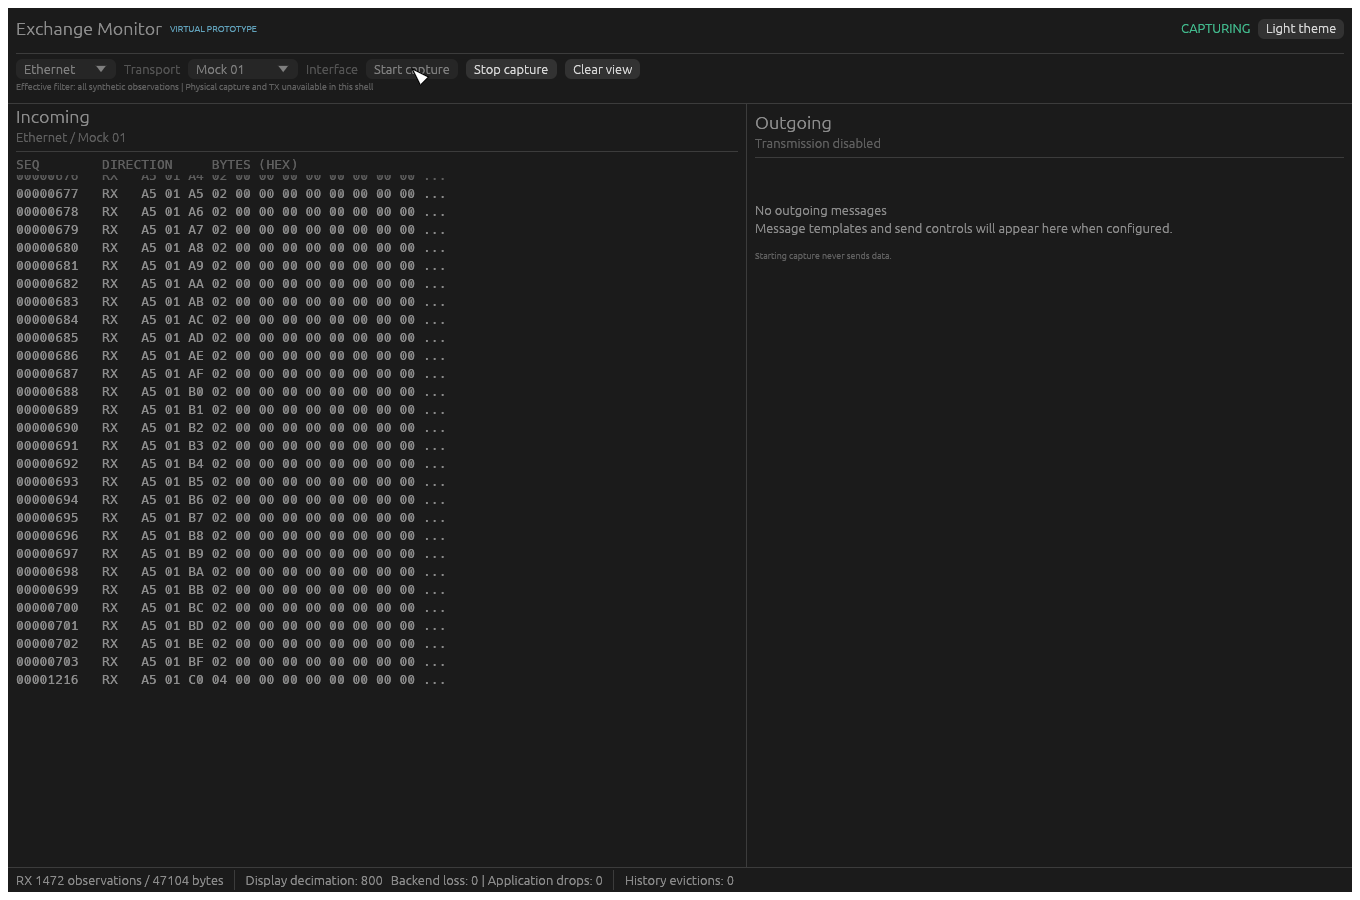 Exchange Monitor VIRTUAL PROTOTYPE CAPTURING Light theme
Ethernet Transport Mock 01 Interface Start capture Stop capture Clear view
Effective filter: all synthetic observations | Physical capture and TX unavailable in this shell
Incoming
Ethernet / Mock 01
SEQ DIRECTION BYTES (HEX)
00000676 RX A5 01 A4 02 00 00 00 00 00 00 00 00 ...
00000677 RX A5 01 A5 02 00 00 00 00 00 00 00 00 ...
00000678 RX A5 01 A6 02 00 00 00 00 00 00 00 00 ...
00000679 RX A5 01 A7 02 00 00 00 00 00 00 00 00 ...
00000680 RX A5 01 A8 02 00 00 00 00 00 00 00 00 ...
00000681 RX A5 01 A9 02 00 00 00 00 00 00 00 00 ...
00000682 RX A5 01 AA 02 00 00 00 00 00 00 00 00 ...
00000683 RX A5 01 AB 02 00 00 00 00 00 00 00 00 ...
00000684 RX A5 01 AC 02 00 00 00 00 00 00 00 00 ...
00000685 RX A5 01 AD 02 00 00 00 00 00 00 00 00 ...
00000686 RX A5 01 AE 02 00 00 00 00 00 00 00 00 ...
00000687 RX A5 01 AF 02 00 00 00 00 00 00 00 00 ...
00000688 RX A5 01 B0 02 00 00 00 00 00 00 00 00 ...
00000689 RX A5 01 B1 02 00 00 00 00 00 00 00 00 ...
00000690 RX A5 01 B2 02 00 00 00 00 00 00 00 00 ...
00000691 RX A5 01 B3 02 00 00 00 00 00 00 00 00 ...
00000692 RX A5 01 B4 02 00 00 00 00 00 00 00 00 ...
00000693 RX A5 01 B5 02 00 00 00 00 00 00 00 00 ...
00000694 RX A5 01 B6 02 00 00 00 00 00 00 00 00 ...
00000695 RX A5 01 B7 02 00 00 00 00 00 00 00 00 ...
00000696 RX A5 01 B8 02 00 00 00 00 00 00 00 00 ...
00000697 RX A5 01 B9 02 00 00 00 00 00 00 00 00 ...
00000698 RX A5 01 BA 02 00 00 00 00 00 00 00 00 ...
00000699 RX A5 01 BB 02 00 00 00 00 00 00 00 00 ...
00000700 RX A5 01 BC 02 00 00 00 00 00 00 00 00 ...
00000701 RX A5 01 BD 02 00 00 00 00 00 00 00 00 ...
00000702 RX A5 01 BE 02 00 00 00 00 00 00 00 00 ...
00000703 RX A5 01 BF 02 00 00 00 00 00 00 00 00 ...
00001216 RX A5 01 C0 04 00 00 00 00 00 00 00 00 ...
Outgoing
Transmission disabled
No outgoing messages
Message templates and send controls will appear here when configured.
Starting capture never sends data.
RX 1472 observations / 47104 bytes Display decimation: 800 Backend loss: 0 | Application drops: 0 History evictions: 0